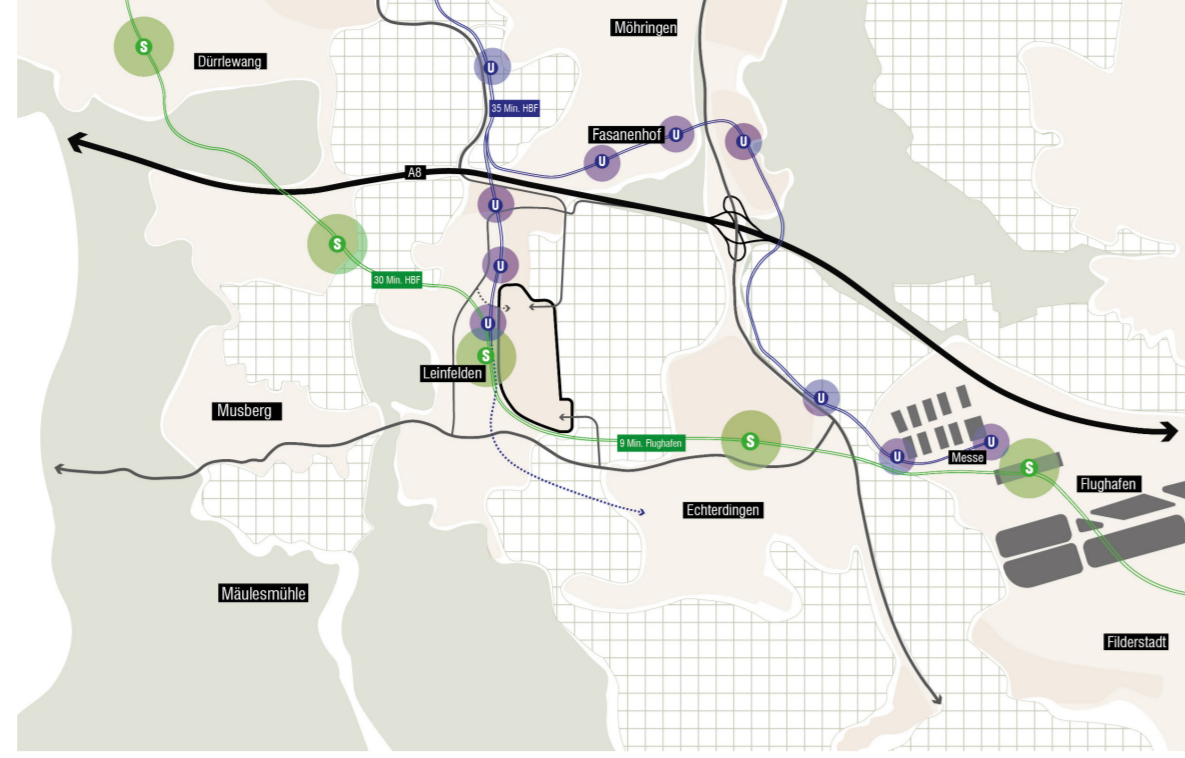 Möhringen
S
Dürrlewang
U
35 Min. HBF
Fasanenhof
U
U
U
A8
U
S
U
30 Min. HBF
U
S
Leinfelden
U
Musberg
9 Min. Flughafen
S
U
U
Messe
S
Flughafen
Echterdingen
Mäulesmühle
Filderstadt